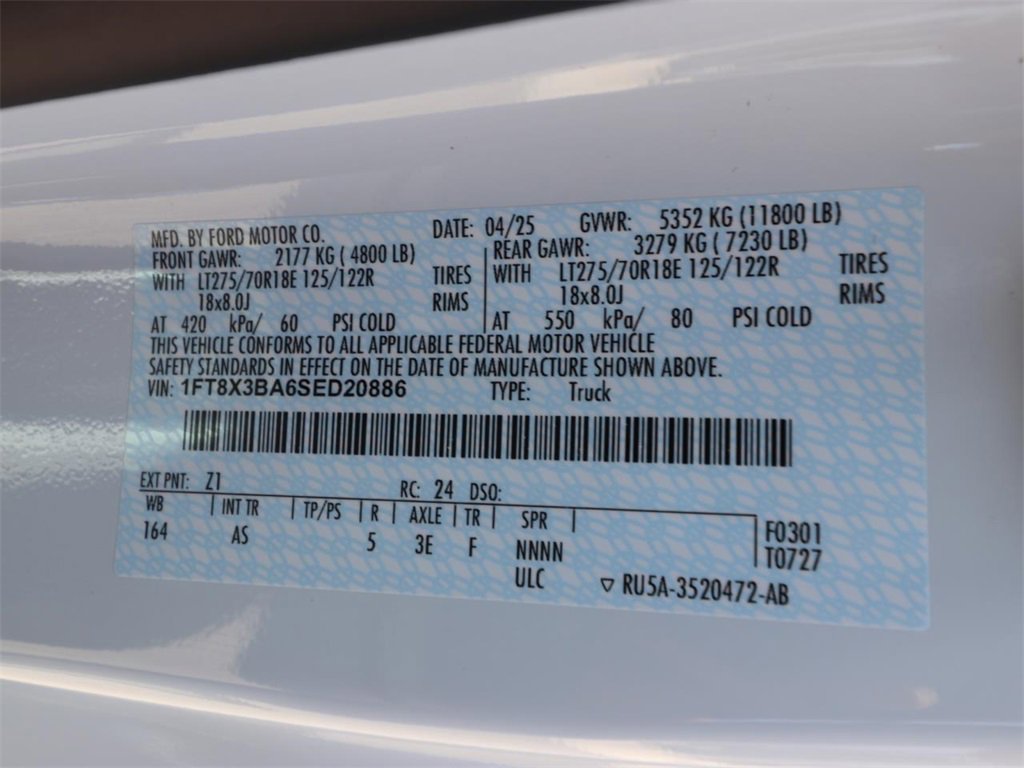 MFD. BY FORD MOTOR CO. DATE: 04/25 GVWR: 5352 KG (11800 LB)
FRONT GAWR: 2177 KG ( 4800 LB) REAR GAWR: 3279 KG ( 7230 LB)
WITH LT275/70R18E 125/122R TIRES WITH LT275/70R18E 125/122R TIRES
18x8.0J RIMS 18x8.0J RIMS
AT 420 kPa/ 60 PSI COLD AT 550 kPa/ 80 PSI COLD
THIS VEHICLE CONFORMS TO ALL APPLICABLE FEDERAL MOTOR VEHICLE
SAFETY STANDARDS IN EFFECT ON THE DATE OF MANUFACTURE SHOWN ABOVE.
VIN: 1FT8X3BA6SED20886 TYPE: Truck
EXT PNT: Z1 RC: 24 DSO:
WB INT TR TP/PS R AXLE TR SPR F0301
164 AS 5 3E F NNNN T0727
ULC ▽ RU5A-3520472-AB